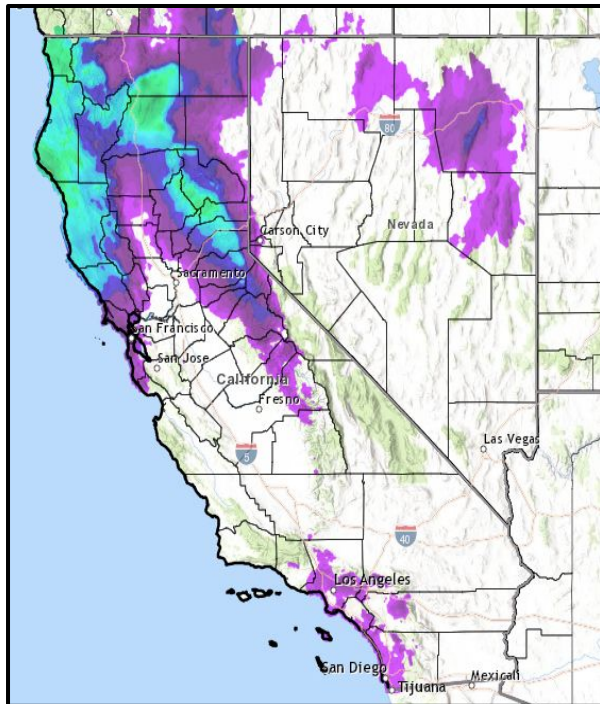 80
Nevada
Carson City
Sacramento
San Francisco
San Jose
California
Fresno
5
Las Vegas
40
Los Angeles
San Diego
Mexicali
Tijuana